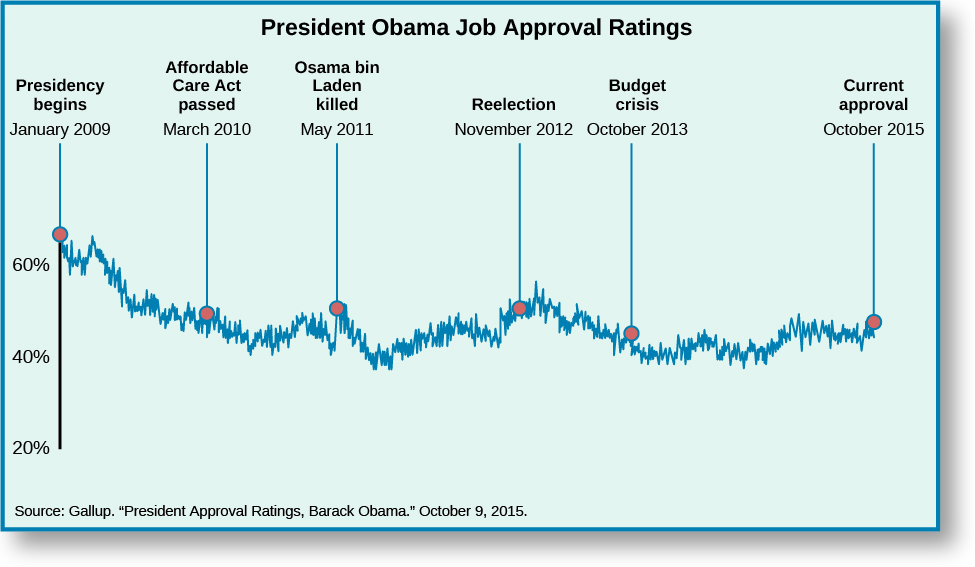 President Obama Job Approval Ratings
Presidency
begins
January 2009
Affordable
Care Act
passed
March 2010
Osama bin
Laden
killed
May 2011
Reelection
November 2012
Budget
crisis
October 2013
Current
approval
October 2015
60%
40%
20%
Source: Gallup. “President Approval Ratings, Barack Obama.” October 9, 2015.